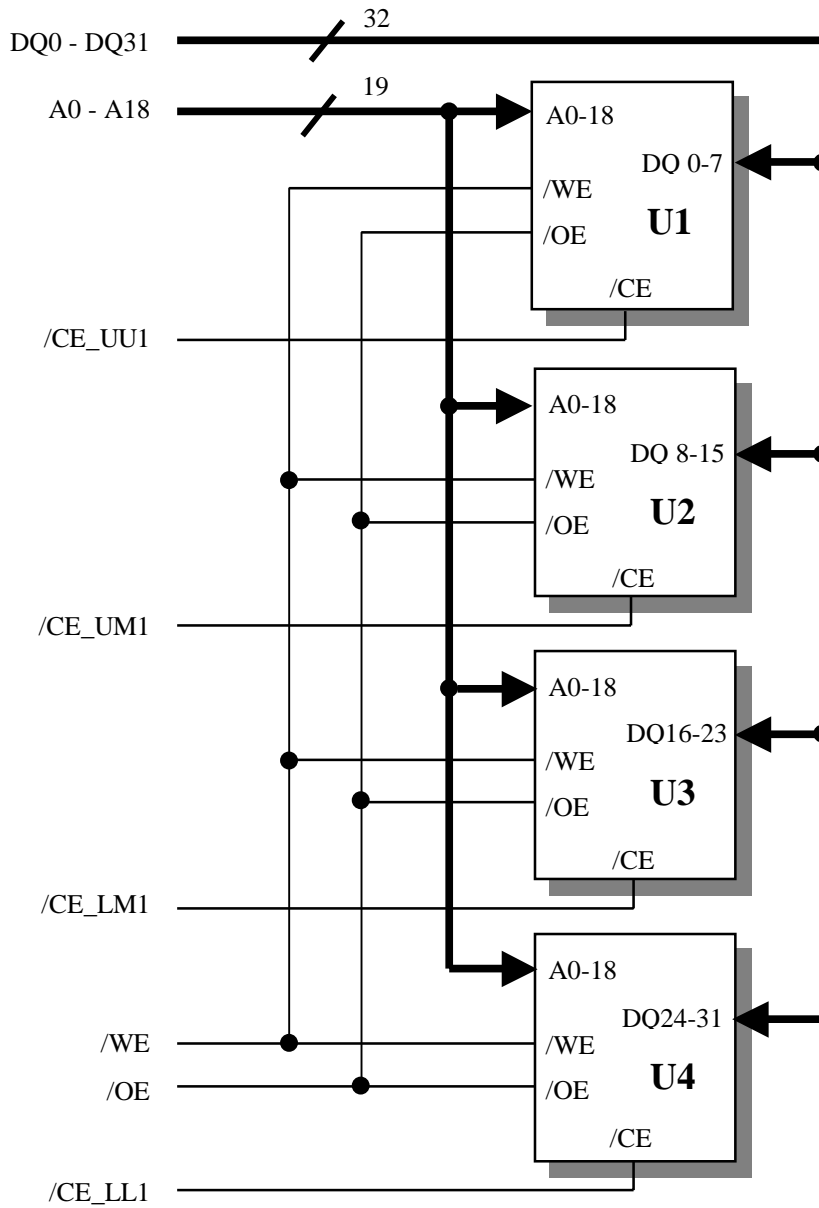 32
DQ0 - DQ31
19
A0 - A18
A0-18
DQ 0-7
/WE
U1
/OE
/CE
/CE_UU1
A0-18
DQ 8-15
/WE
U2
/OE
/CE
/CE_UM1
A0-18
DQ16-23
/WE
U3
/OE
/CE
/CE_LM1
A0-18
DQ24-31
/WE
/WE
U4
/OE
/OE
/CE
/CE_LL1